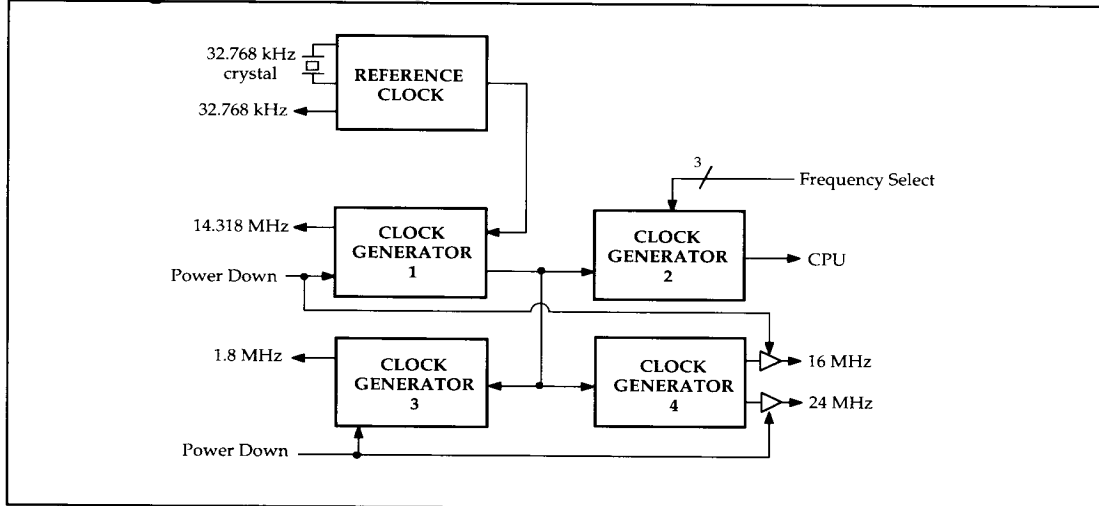 32.768 kHz
crystal
REFERENCE
CLOCK
32.768 kHz
3
Frequency Select
14.318 MHz
CLOCK
GENERATOR
1
CLOCK
GENERATOR
2
CPU
Power Down
1.8 MHz
CLOCK
GENERATOR
3
CLOCK
GENERATOR
4
16 MHz
24 MHz
Power Down